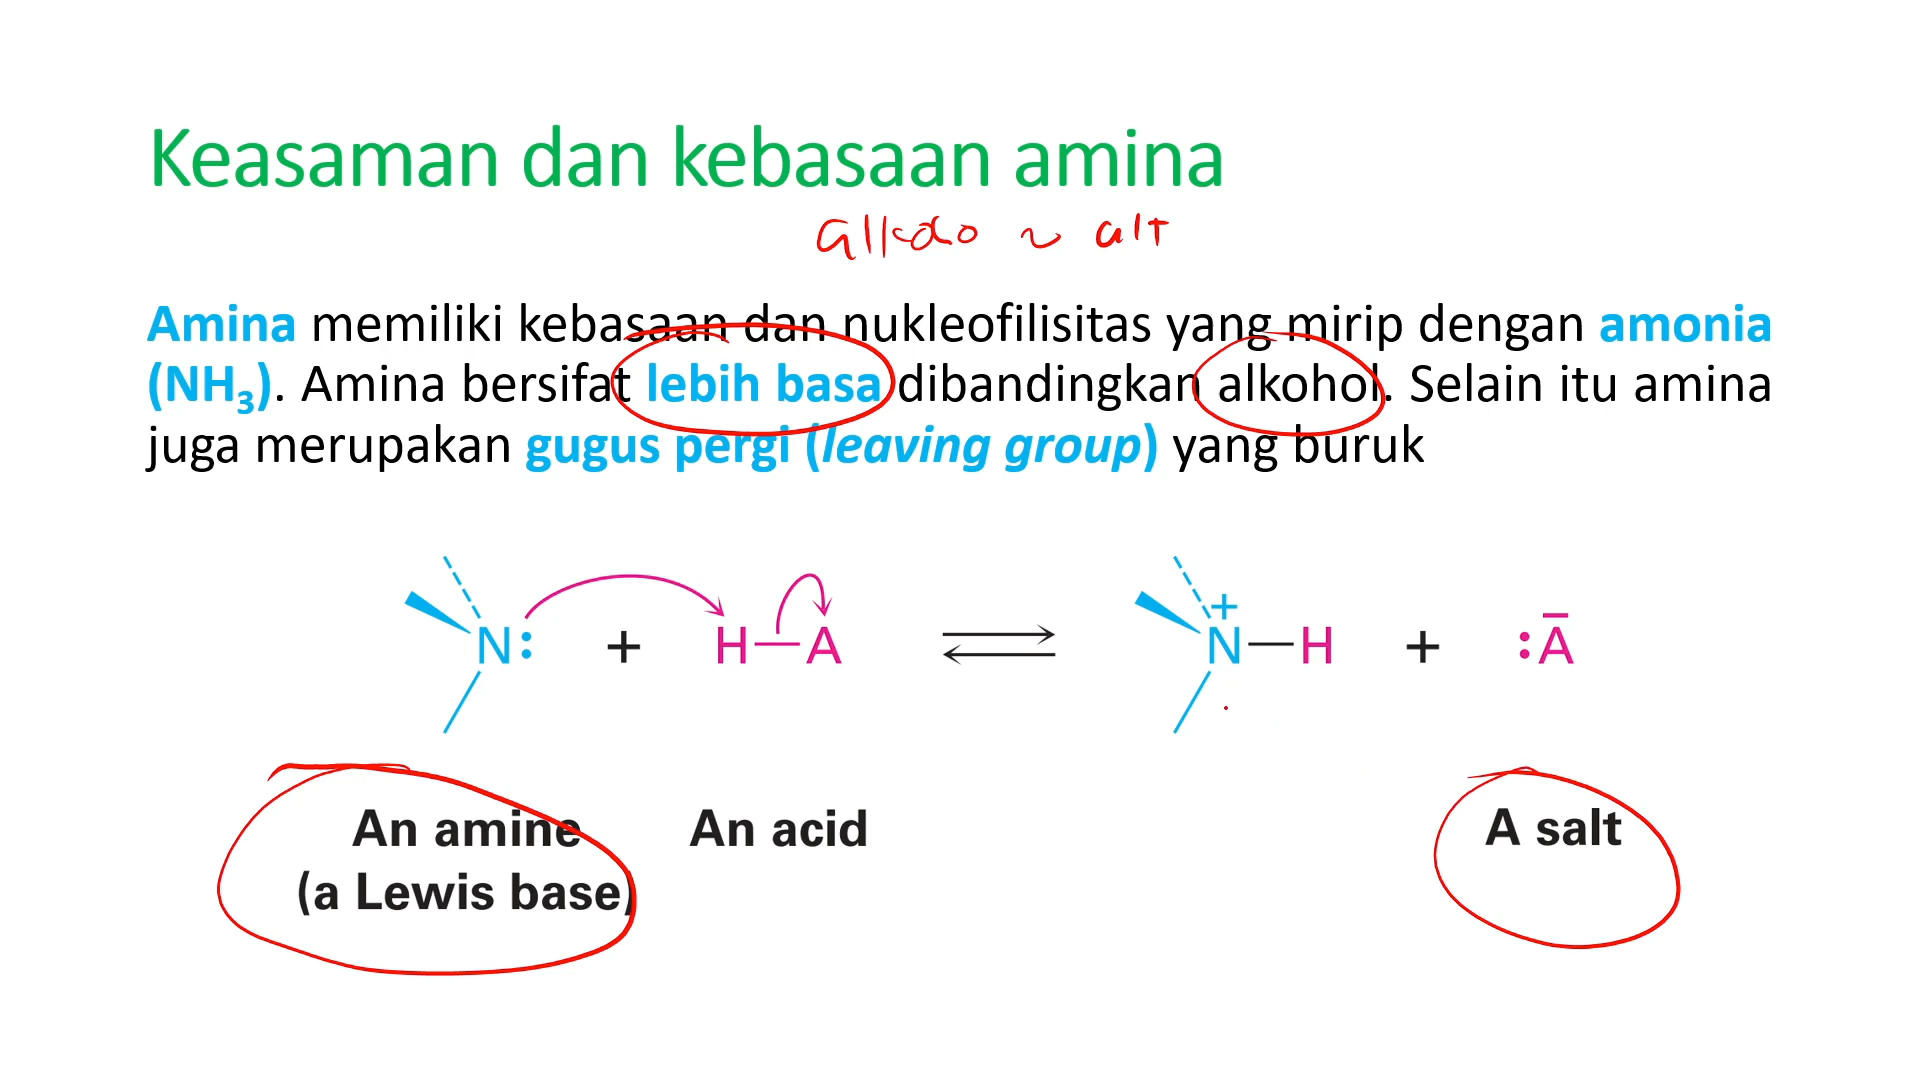 Keasaman dan kebasaan amina
~ alt
Amina memiliki kebasaan dan nukleofilisitas yang mirip dengan amonia
(NH₃). Amina bersifat lebih basa dibandingkan alkohol. Selain itu amina
juga merupakan gugus pergi (leaving group) yang buruk
N: + H—A ⇌ N⁺—H + :A⁻
An amine An acid A salt
(a Lewis base)